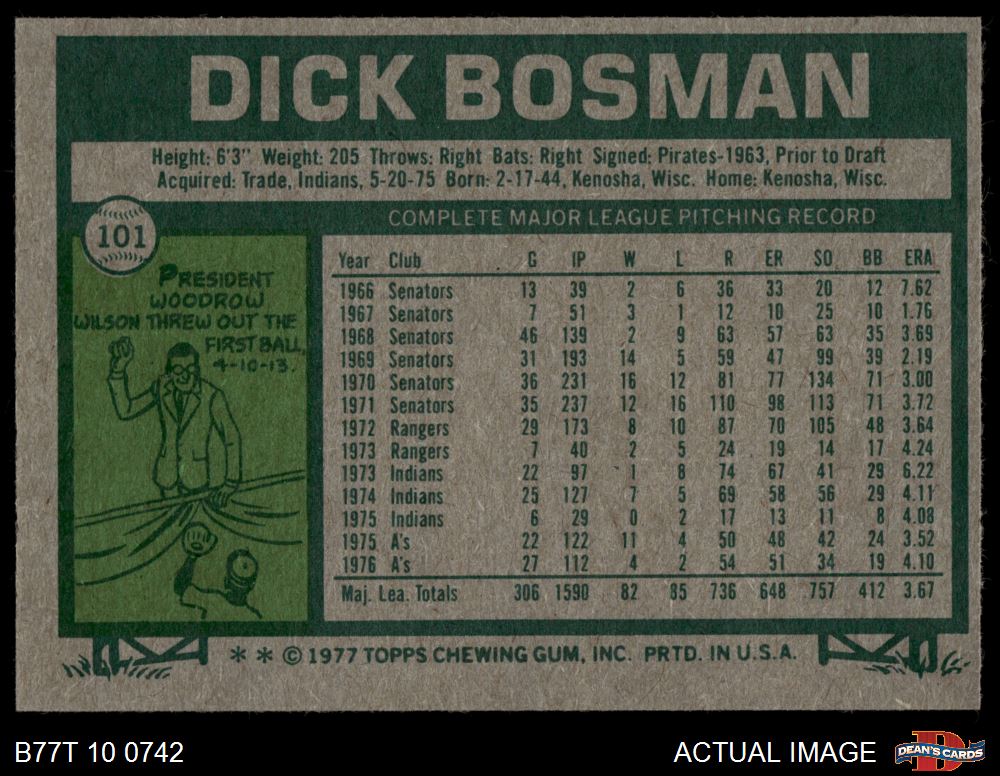 DICK BOSMAN
Height: 6'3" Weight: 205 Throws: Right Bats: Right Signed: Pirates-1963, Prior to Draft
Acquired: Trade, Indians, 5-20-75 Born: 2-17-44, Kenosha, Wisc. Home: Kenosha, Wisc.
101
PRESIDENT
WOODROW
WILSON THREW OUT THE
FIRST BALL,
4-10-13.
COMPLETE MAJOR LEAGUE PITCHING RECORD
Year Club G IP W L R ER SO BB ERA
1966 Senators 13 39 2 6 36 33 20 12 7.62
1967 Senators 7 51 3 1 12 10 25 10 1.76
1968 Senators 46 139 2 9 63 57 63 35 3.69
1969 Senators 31 193 14 5 59 47 99 39 2.19
1970 Senators 36 231 16 12 81 77 134 71 3.00
1971 Senators 35 237 12 16 110 98 113 71 3.72
1972 Rangers 29 173 8 10 87 70 105 48 3.64
1973 Rangers 7 40 2 5 24 19 14 17 4.24
1973 Indians 22 97 1 8 74 67 41 29 6.22
1974 Indians 25 127 7 5 69 58 56 29 4.11
1975 Indians 6 29 0 2 17 13 11 8 4.08
1975 A's 22 122 11 4 50 48 42 24 3.52
1976 A's 27 112 4 2 54 51 34 19 4.10
Maj. Lea. Totals 306 1590 82 85 736 648 757 412 3.67
* * © 1977 TOPPS CHEWING GUM, INC. PRTD. IN U.S.A.
B77T 10 0742
ACTUAL IMAGE
DEAN'S CARDS